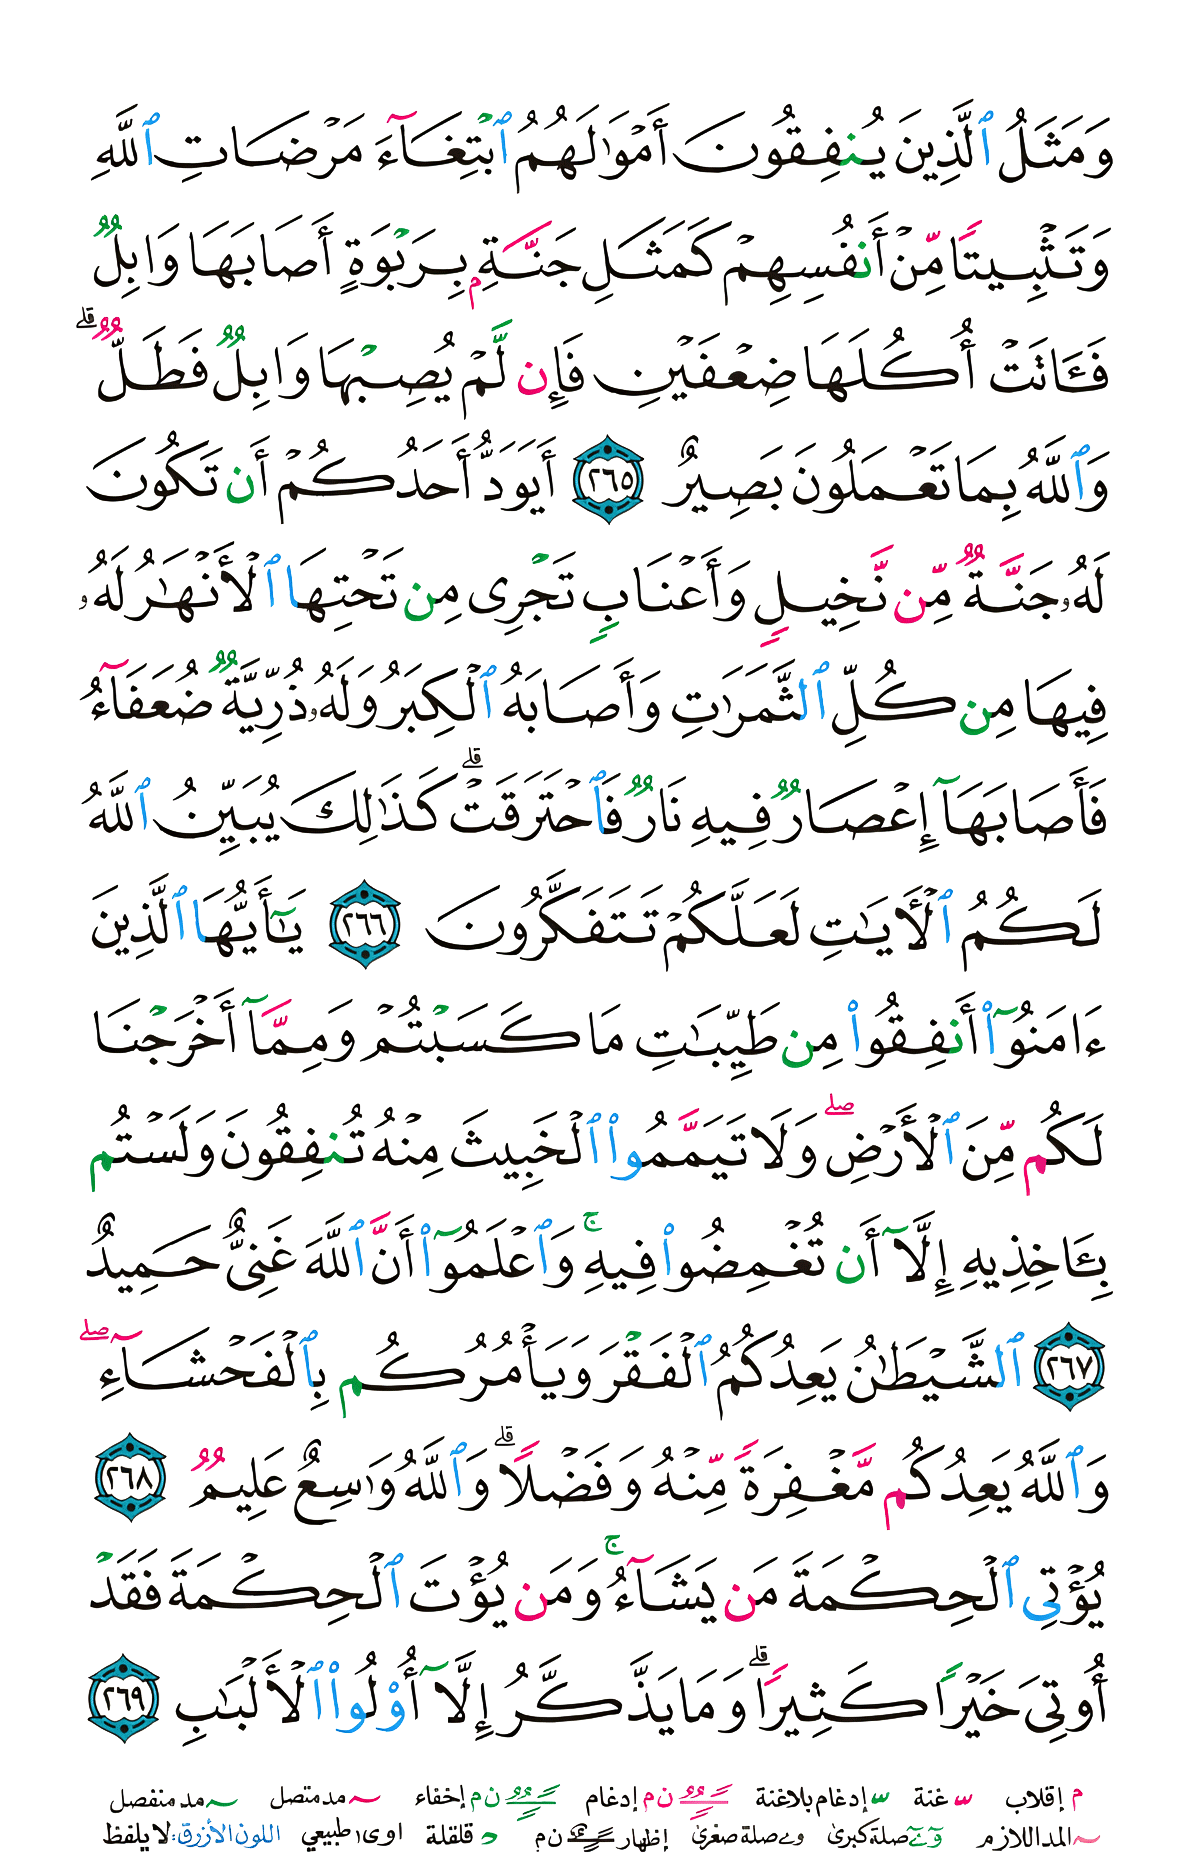 وَمَثَلُ ٱلَّذِينَ يُنفِقُونَ أَمْوَٰلَهُمُ ٱبْتِغَآءَ مَرْضَاتِ ٱللَّهِ
وَتَثْبِيتًا مِّنْ أَنفُسِهِمْ كَمَثَلِ جَنَّةٍۭ بِرَبْوَةٍ أَصَابَهَا وَابِلٌ
فَـَٔاتَتْ أُكُلَهَا ضِعْفَيْنِ فَإِن لَّمْ يُصِبْهَا وَابِلٌ فَطَلٌّ ۗ
وَٱللَّهُ بِمَا تَعْمَلُونَ بَصِيرٌ ٢٦٥ أَيَوَدُّ أَحَدُكُمْ أَن تَكُونَ
لَهُۥ جَنَّةٌ مِّن نَّخِيلٍ وَأَعْنَابٍ تَجْرِى مِن تَحْتِهَا ٱلْأَنْهَٰرُ لَهُۥ
فِيهَا مِن كُلِّ ٱلثَّمَرَٰتِ وَأَصَابَهُ ٱلْكِبَرُ وَلَهُۥ ذُرِّيَّةٌ ضُعَفَآءُ
فَأَصَابَهَآ إِعْصَارٌ فِيهِ نَارٌ فَٱحْتَرَقَتْ ۗ كَذَٰلِكَ يُبَيِّنُ ٱللَّهُ
لَكُمُ ٱلْـَٔايَٰتِ لَعَلَّكُمْ تَتَفَكَّرُونَ ٢٦٦ يَٰٓأَيُّهَا ٱلَّذِينَ
ءَامَنُوٓا۟ أَنفِقُوا۟ مِن طَيِّبَٰتِ مَا كَسَبْتُمْ وَمِمَّآ أَخْرَجْنَا
لَكُم مِّنَ ٱلْأَرْضِ ۖ وَلَا تَيَمَّمُوا۟ ٱلْخَبِيثَ مِنْهُ تُنفِقُونَ وَلَسْتُم
بِـَٔاخِذِيهِ إِلَّآ أَن تُغْمِضُوا۟ فِيهِ ۚ وَٱعْلَمُوٓا۟ أَنَّ ٱللَّهَ غَنِىٌّ حَمِيدٌ
٢٦٧ ٱلشَّيْطَٰنُ يَعِدُكُمُ ٱلْفَقْرَ وَيَأْمُرُكُم بِٱلْفَحْشَآءِ ۖ
وَٱللَّهُ يَعِدُكُم مَّغْفِرَةً مِّنْهُ وَفَضْلًا ۗ وَٱللَّهُ وَٰسِعٌ عَلِيمٌ ٢٦٨
يُؤْتِى ٱلْحِكْمَةَ مَن يَشَآءُ ۚ وَمَن يُؤْتَ ٱلْحِكْمَةَ فَقَدْ
أُوتِىَ خَيْرًا كَثِيرًا ۗ وَمَا يَذَّكَّرُ إِلَّآ أُو۟لُوا۟ ٱلْأَلْبَٰبِ ٢٦٩
م إقلاب غنة إدغام بلاغنة ن م إدغام ن م إخفاء مد متصل مد منفصل
المد اللازم صلة كبرى و ے صلة صغرى إظهار ن م قلقلة ا و ى طبيعي اللون الأزرق: لا يلفظ